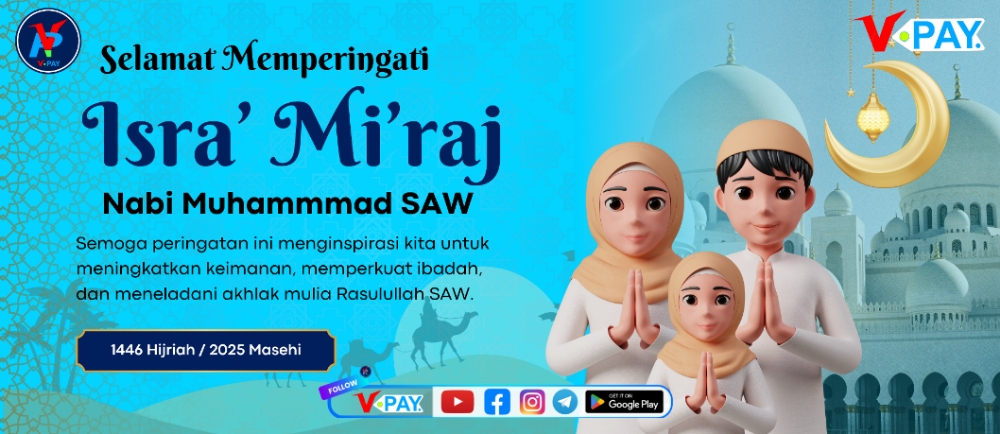 V-PAY
V•PAY.
Selamat Memperingati
Isra' Mi'raj
Nabi Muhammmad SAW
Semoga peringatan ini menginspirasi kita untuk
meningkatkan keimanan, memperkuat ibadah,
dan meneladani akhlak mulia Rasulullah SAW.
1446 Hijriah / 2025 Masehi
FOLLOW
V•PAY.
GET IT ON
Google Play